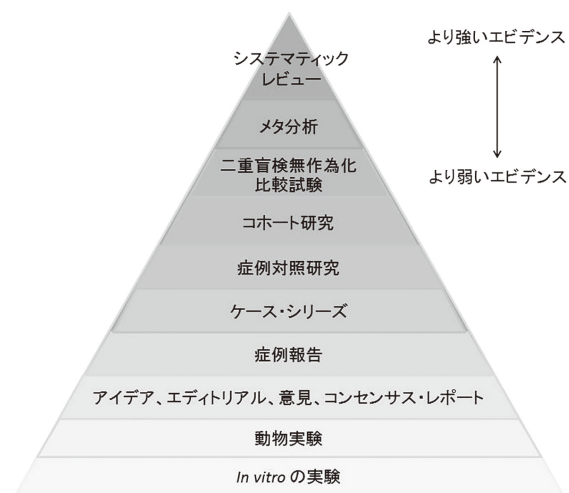 より強いエビデンス
システマティック
レビュー
メタ分析
より弱いエビデンス
二重盲検無作為化
比較試験
コホート研究
症例対照研究
ケース・シリーズ
症例報告
アイデア、エディトリアル、意見、コンセンサス・レポート
動物実験
In vitro の実験